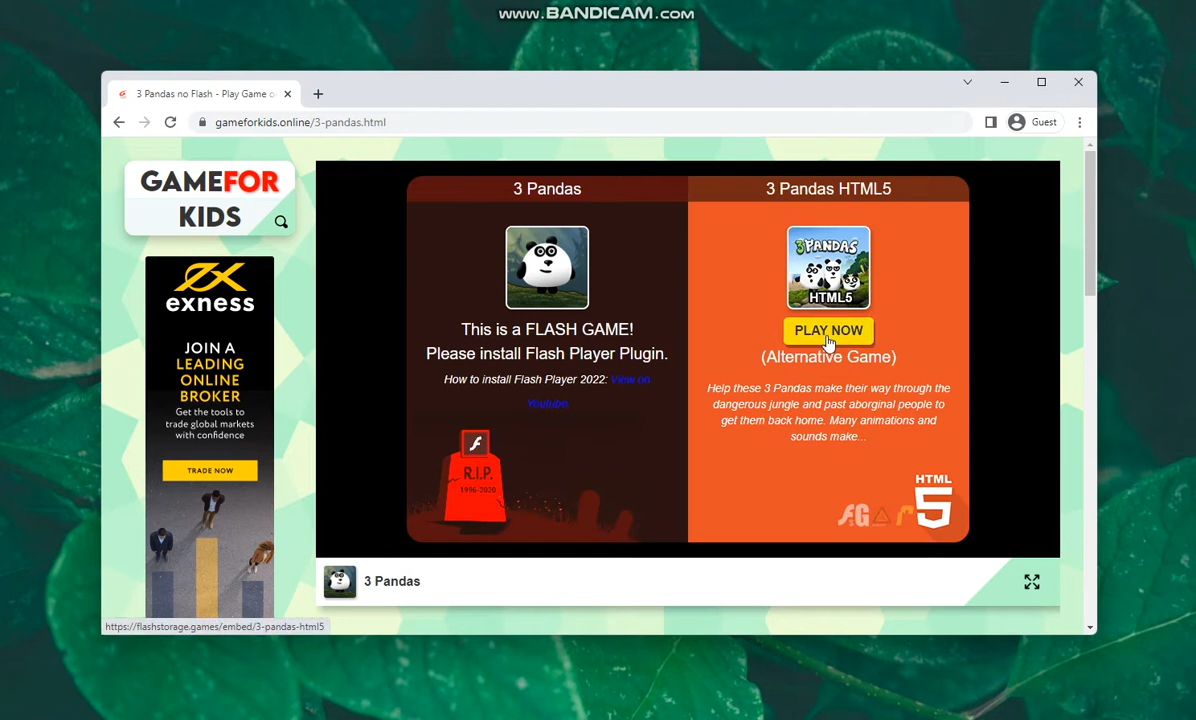 www.BANDICAM.com
3 Pandas no Flash - Play Game o
gameforkids.online/3-pandas.html
Guest
GAMEFOR
KIDS
exness
JOIN A
LEADING
ONLINE
BROKER
Get the tools to
trade global markets
with confidence
TRADE NOW
3 Pandas
This is a FLASH GAME!
Please install Flash Player Plugin.
How to install Flash Player 2022: View on
Youtube.
R.I.P.
1996-2020
3 Pandas HTML5
3PANDAS
HTML5
PLAY NOW
(Alternative Game)
Help these 3 Pandas make their way through the
dangerous jungle and past aborginal people to
get them back home. Many animations and
sounds make...
HTML
5
3 Pandas
https://flashstorage.games/embed/3-pandas-html5